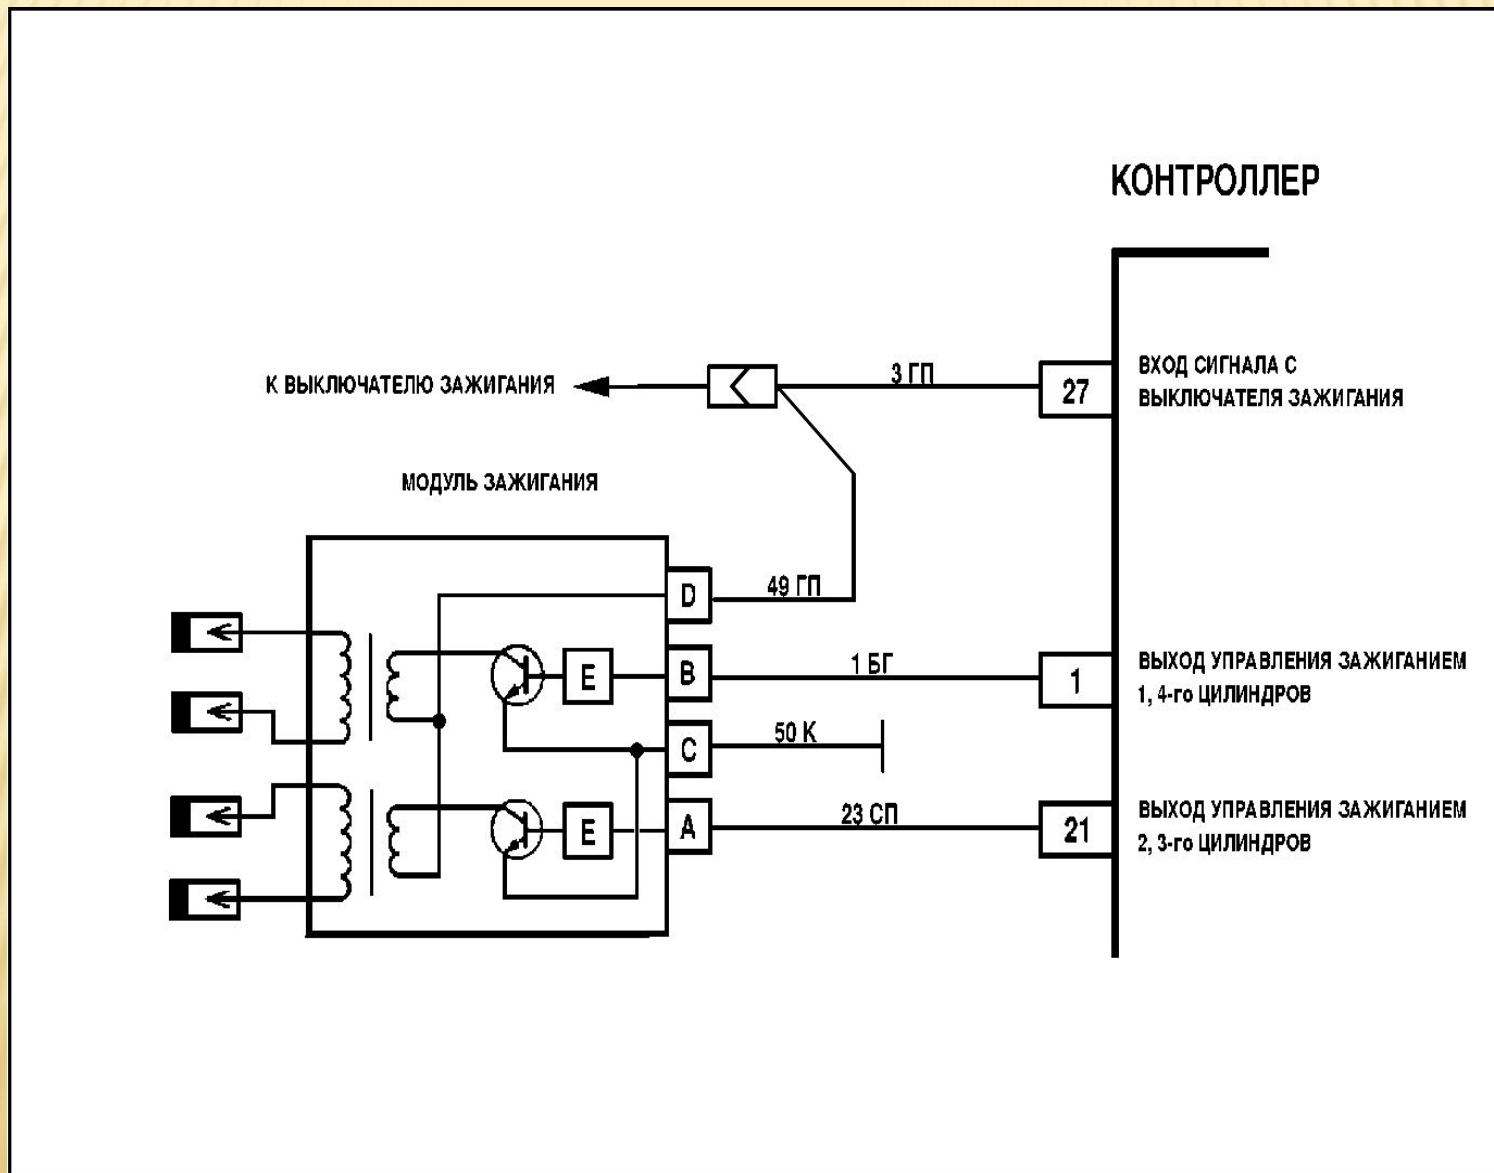 КОНТРОЛЛЕР
К ВЫКЛЮЧАТЕЛЮ ЗАЖИГАНИЯ
3 ГП
27
ВХОД СИГНАЛА С
ВЫКЛЮЧАТЕЛЯ ЗАЖИГАНИЯ
МОДУЛЬ ЗАЖИГАНИЯ
D
49 ГП
E
B
1 БГ
1
ВЫХОД УПРАВЛЕНИЯ ЗАЖИГАНИЕМ
1, 4-го ЦИЛИНДРОВ
C
50 К
E
A
23 СП
21
ВЫХОД УПРАВЛЕНИЯ ЗАЖИГАНИЕМ
2, 3-го ЦИЛИНДРОВ